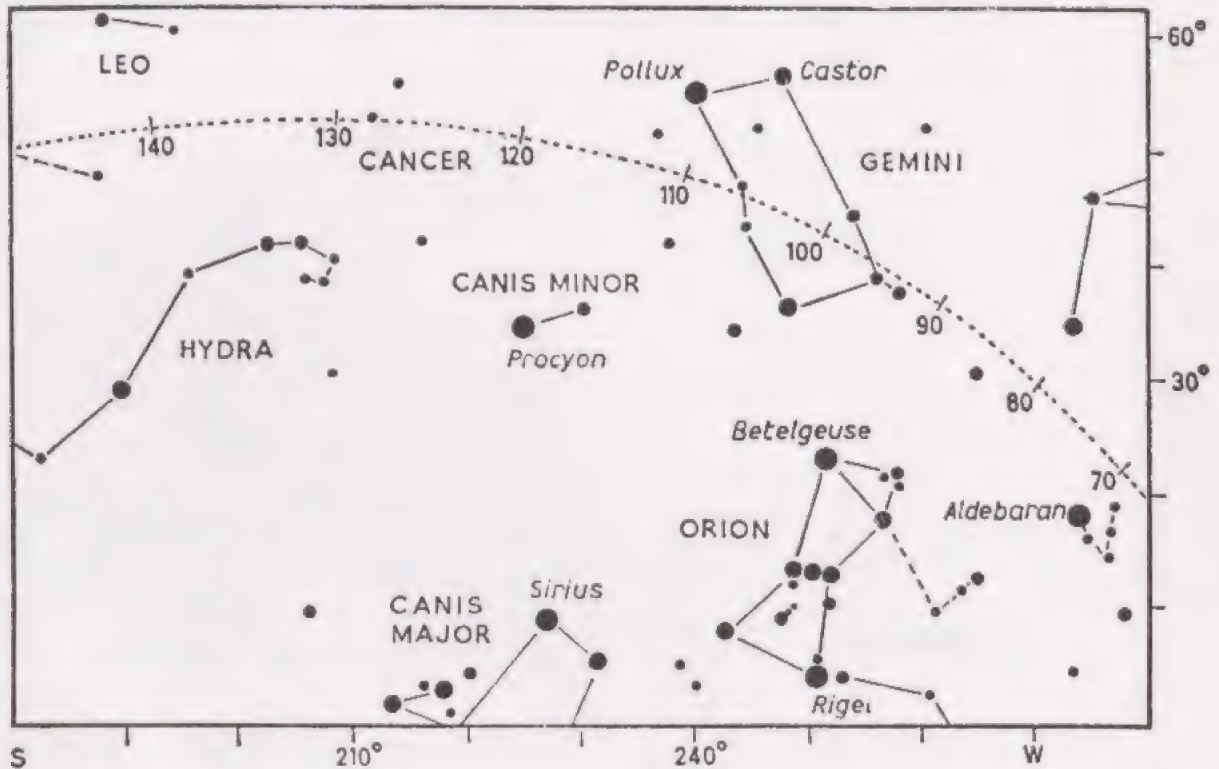 60°
LEO
Pollux
Castor
140
130
CANCER
120
110
GEMINI
100
CANIS MINOR
90
HYDRA
Procyon
30°
80
Betelgeuse
70
Aldebaran
ORION
Sirius
CANIS
MAJOR
Rigel
S
210°
240°
W